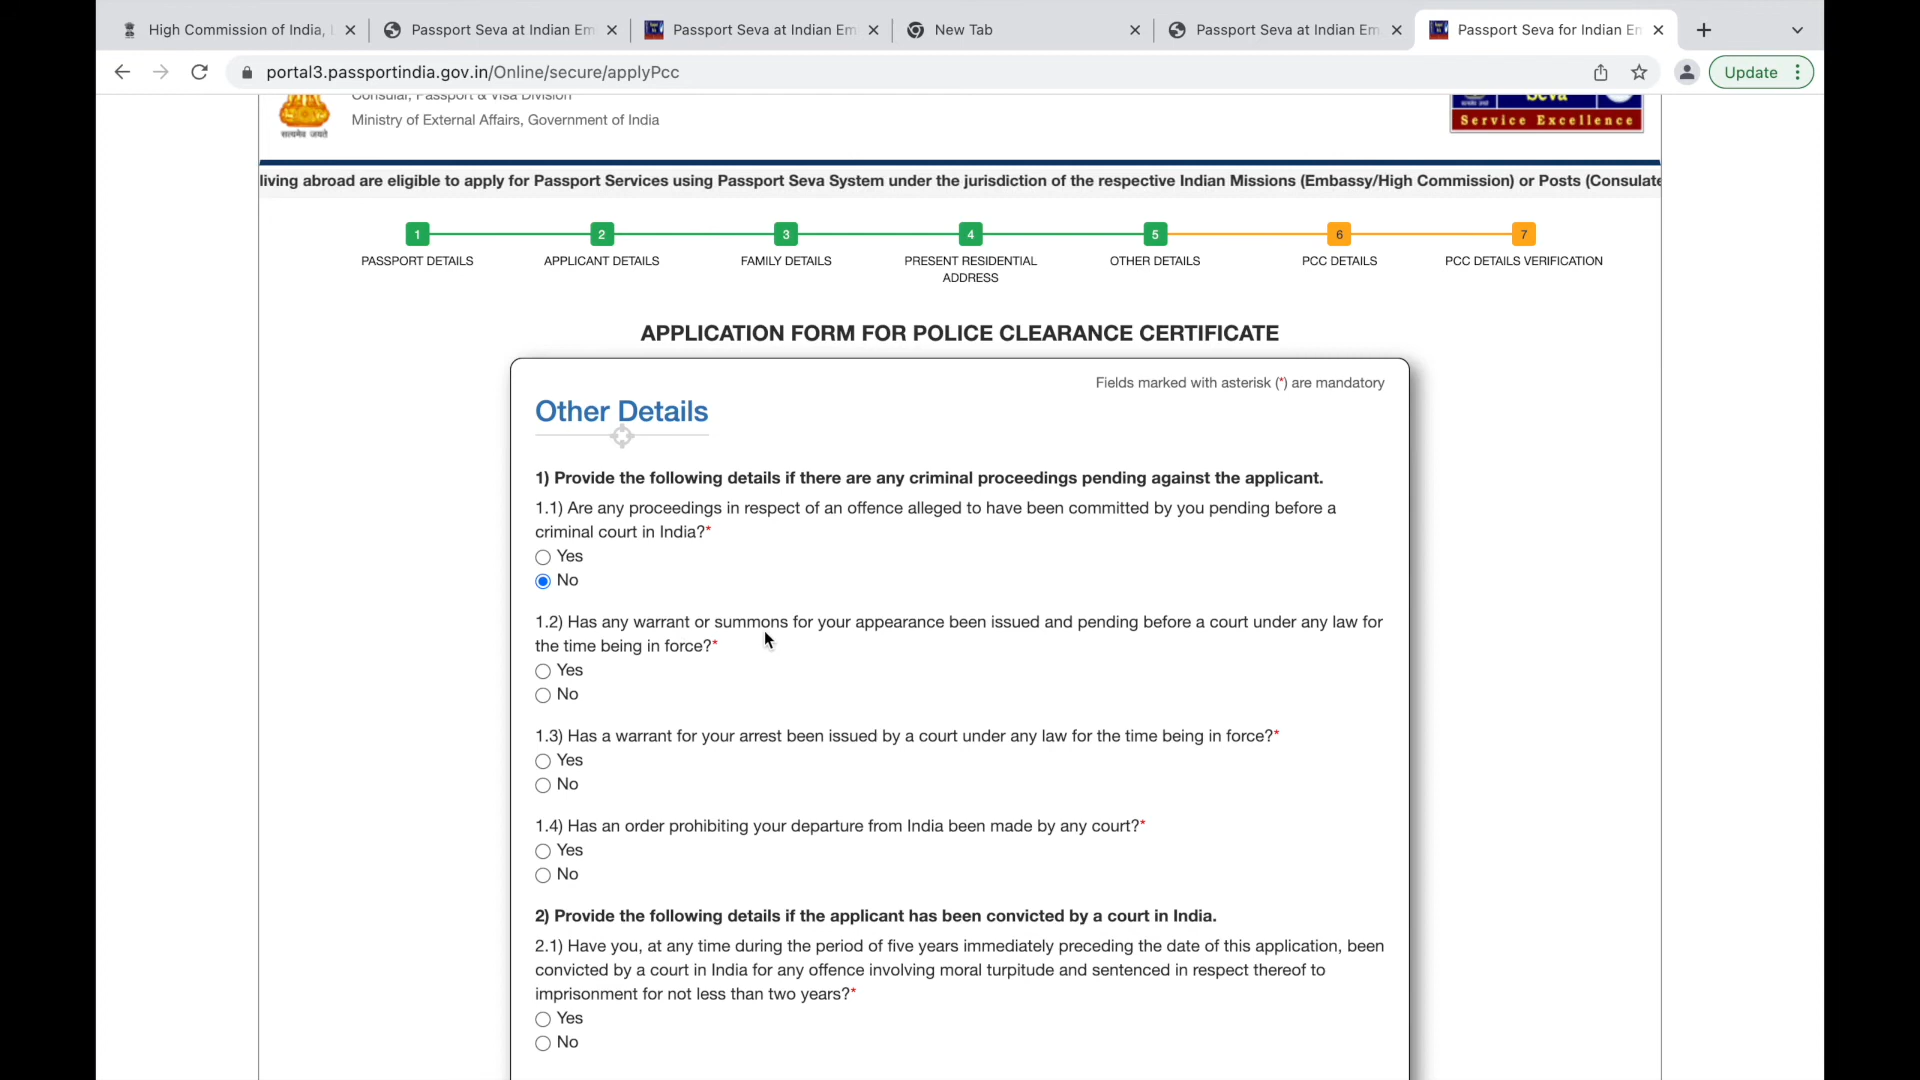 High Commission of India,
Passport Seva at Indian Em
Passport Seva at Indian Em
New Tab
Passport Seva at Indian Em
Passport Seva for Indian En
portal3.passportindia.gov.in/Online/secure/applyPcc
Update
Consular, Passport & Visa Division
Ministry of External Affairs, Government of India
सत्यमेव जयते
Seva
Service Excellence
living abroad are eligible to apply for Passport Services using Passport Seva System under the jurisdiction of the respective Indian Missions (Embassy/High Commission) or Posts (Consulate
1 2 3 4 5 6 7
PASSPORT DETAILS APPLICANT DETAILS FAMILY DETAILS PRESENT RESIDENTIAL OTHER DETAILS PCC DETAILS PCC DETAILS VERIFICATION
ADDRESS
APPLICATION FORM FOR POLICE CLEARANCE CERTIFICATE
Fields marked with asterisk (*) are mandatory
Other Details
1) Provide the following details if there are any criminal proceedings pending against the applicant.
1.1) Are any proceedings in respect of an offence alleged to have been committed by you pending before a
criminal court in India?*
Yes
No
1.2) Has any warrant or summons for your appearance been issued and pending before a court under any law for
the time being in force?*
Yes
No
1.3) Has a warrant for your arrest been issued by a court under any law for the time being in force?*
Yes
No
1.4) Has an order prohibiting your departure from India been made by any court?*
Yes
No
2) Provide the following details if the applicant has been convicted by a court in India.
2.1) Have you, at any time during the period of five years immediately preceding the date of this application, been
convicted by a court in India for any offence involving moral turpitude and sentenced in respect thereof to
imprisonment for not less than two years?*
Yes
No